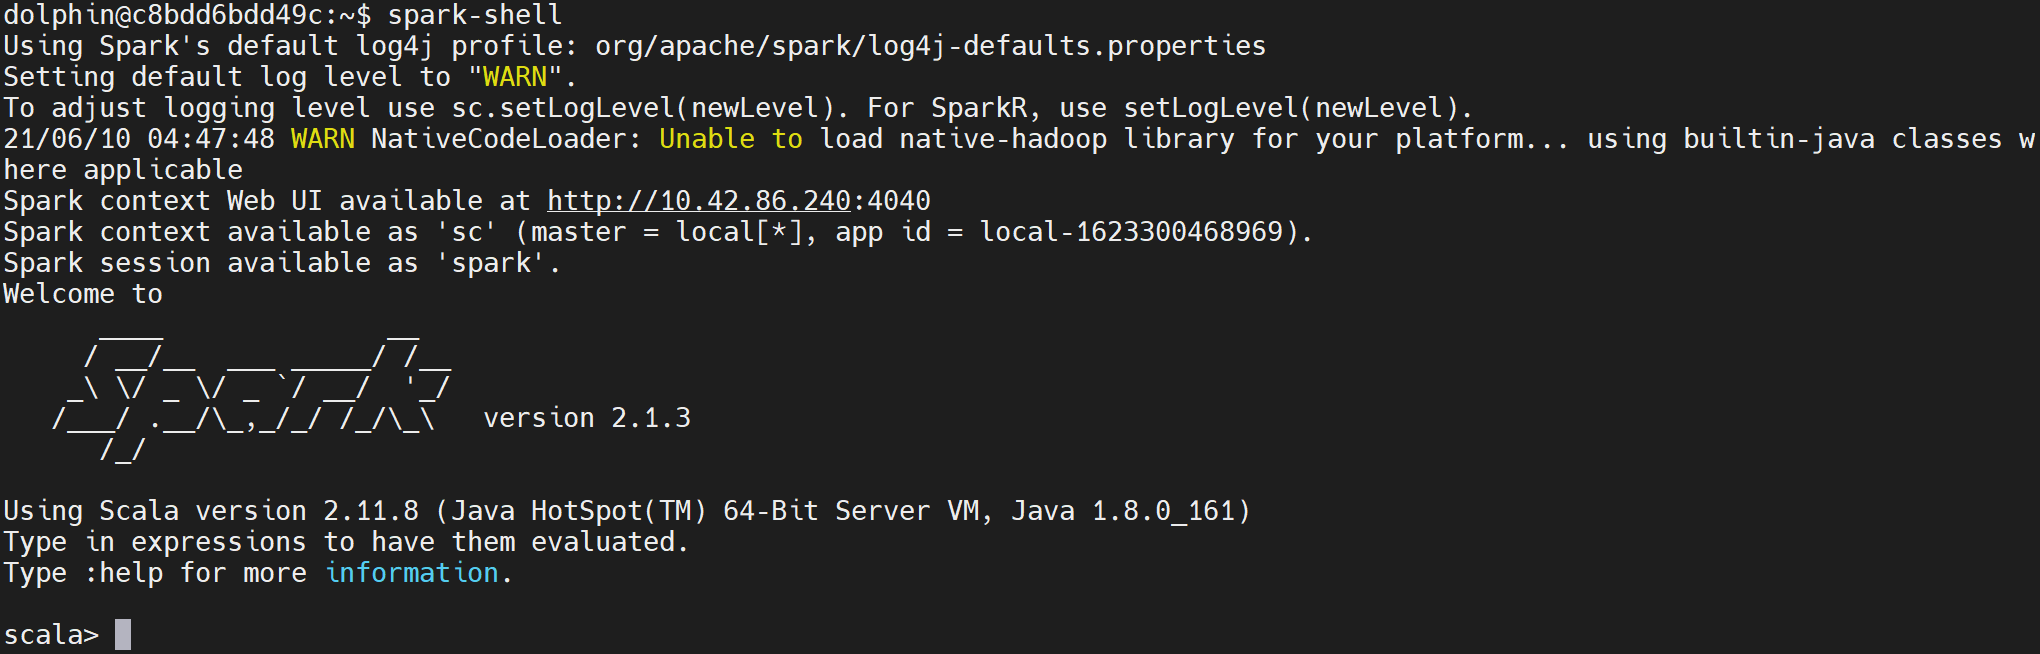 dolphin@c8bdd6bdd49c:~$ spark-shell
Using Spark's default log4j profile: org/apache/spark/log4j-defaults.properties
Setting default log level to "WARN".
To adjust logging level use sc.setLogLevel(newLevel). For SparkR, use setLogLevel(newLevel).
21/06/10 04:47:48 WARN NativeCodeLoader: Unable to load native-hadoop library for your platform... using builtin-java classes w
here applicable
Spark context Web UI available at http://10.42.86.240:4040
Spark context available as 'sc' (master = local[*], app id = local-1623300468969).
Spark session available as 'spark'.
Welcome to
      ____              __
     / __/__  ___ _____/ /__
    _\ \/ _ \/ _ `/ __/  '_/
   /___/ .__/\_,_/_/ /_/\_\   version 2.1.3
      /_/
Using Scala version 2.11.8 (Java HotSpot(TM) 64-Bit Server VM, Java 1.8.0_161)
Type in expressions to have them evaluated.
Type :help for more information.
scala>